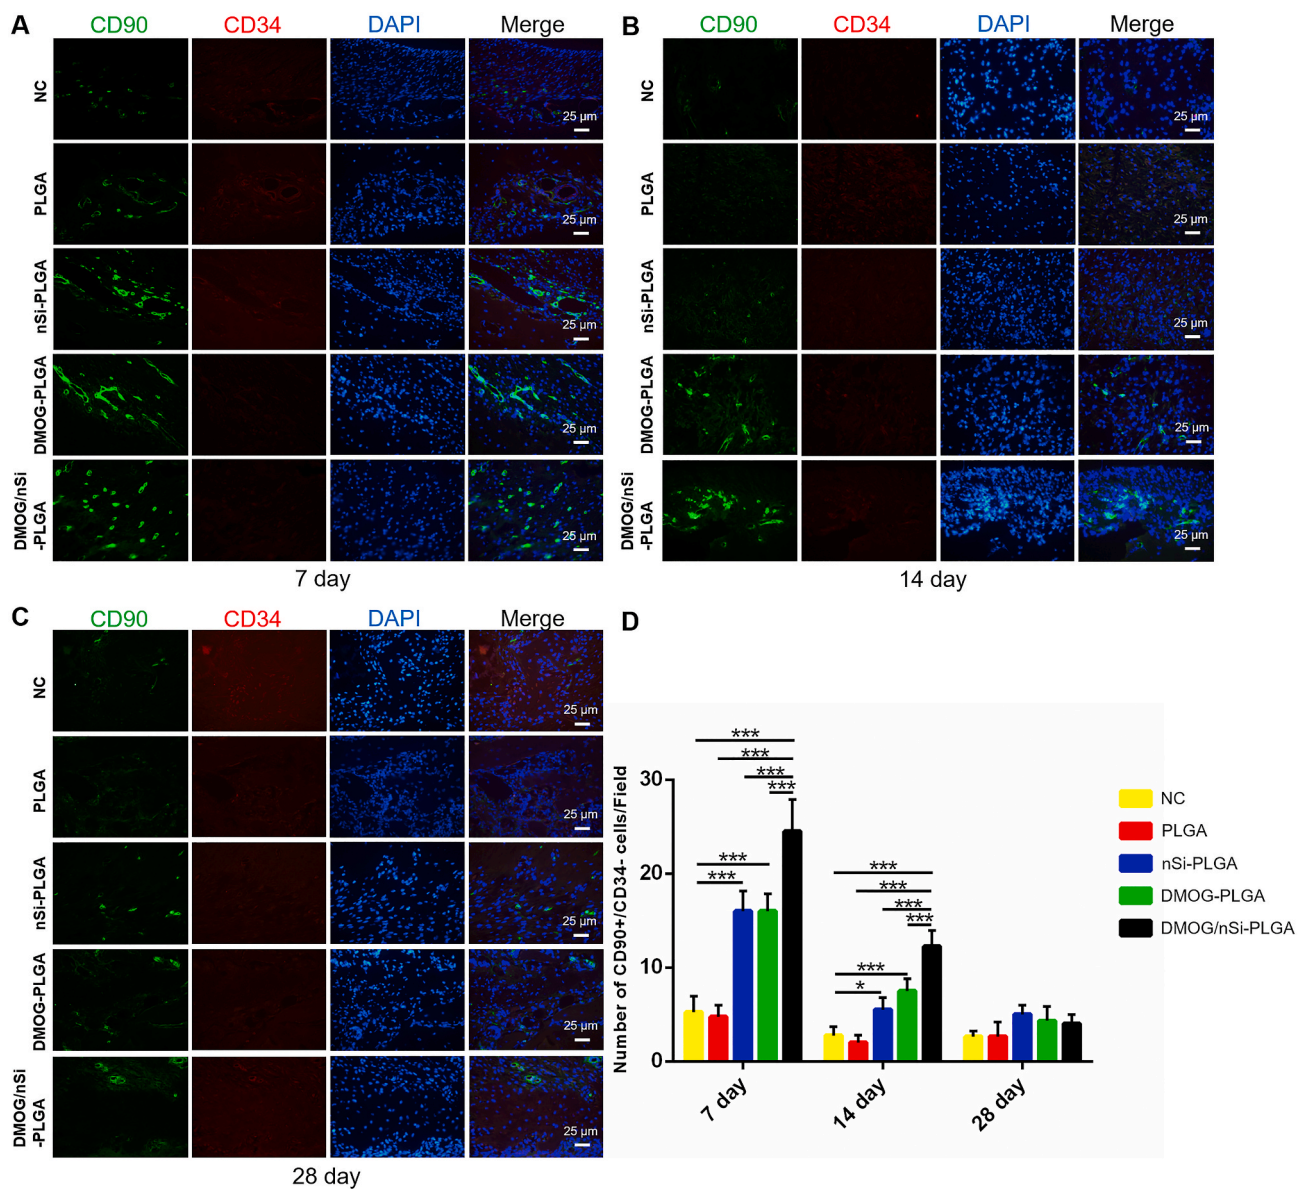 A
CD90 CD34 DAPI Merge
NC
25 µm
PLGA
25 µm
nSi-PLGA
25 µm
DMOG-PLGA
25 µm
DMOG/nSi
-PLGA
25 µm
7 day
B
CD90 CD34 DAPI Merge
NC
25 µm
PLGA
25 µm
nSi-PLGA
25 µm
DMOG-PLGA
25 µm
DMOG/nSi
-PLGA
25 µm
14 day
C
CD90 CD34 DAPI Merge
NC
25 µm
PLGA
25 µm
nSi-PLGA
25 µm
DMOG-PLGA
25 µm
DMOG/nSi
-PLGA
25 µm
28 day
D
Number of CD90+/CD34- cells/Field
30
20
10
0
***
***
***
***
***
***
***
***
***
***
***
*
7 day
14 day
28 day
NC
PLGA
nSi-PLGA
DMOG-PLGA
DMOG/nSi-PLGA